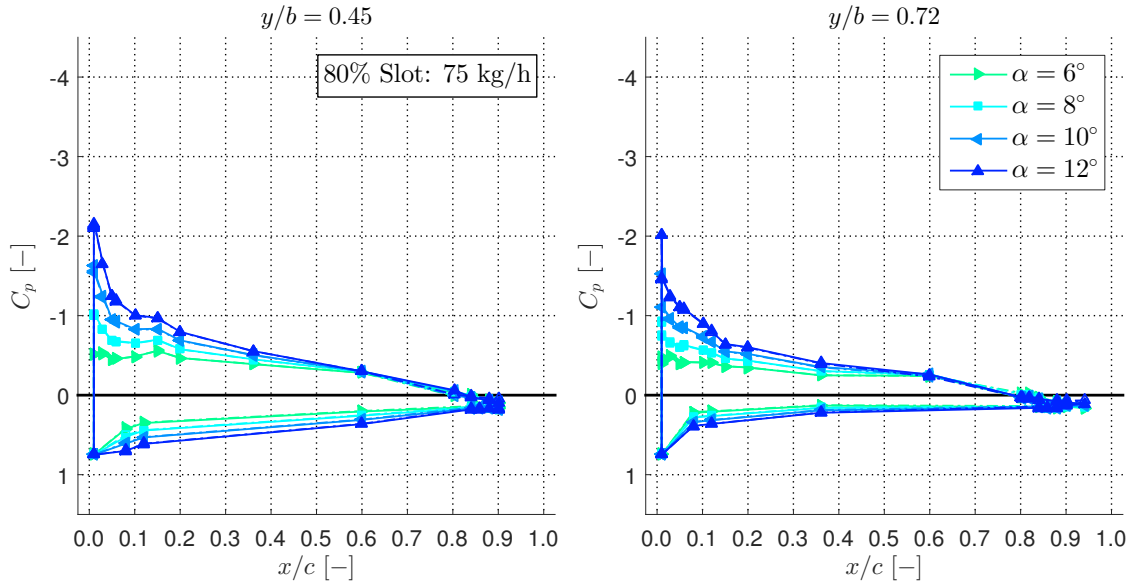 y/b = 0.45
80% Slot: 75 kg/h
-4
-3
-2
-1
0
1
C_p [−]
0.0 0.1 0.2 0.3 0.4 0.5 0.6 0.7 0.8 0.9 1.0
x/c [−]
y/b = 0.72
α = 6°
α = 8°
α = 10°
α = 12°
-4
-3
-2
-1
0
1
C_p [−]
0.0 0.1 0.2 0.3 0.4 0.5 0.6 0.7 0.8 0.9 1.0
x/c [−]